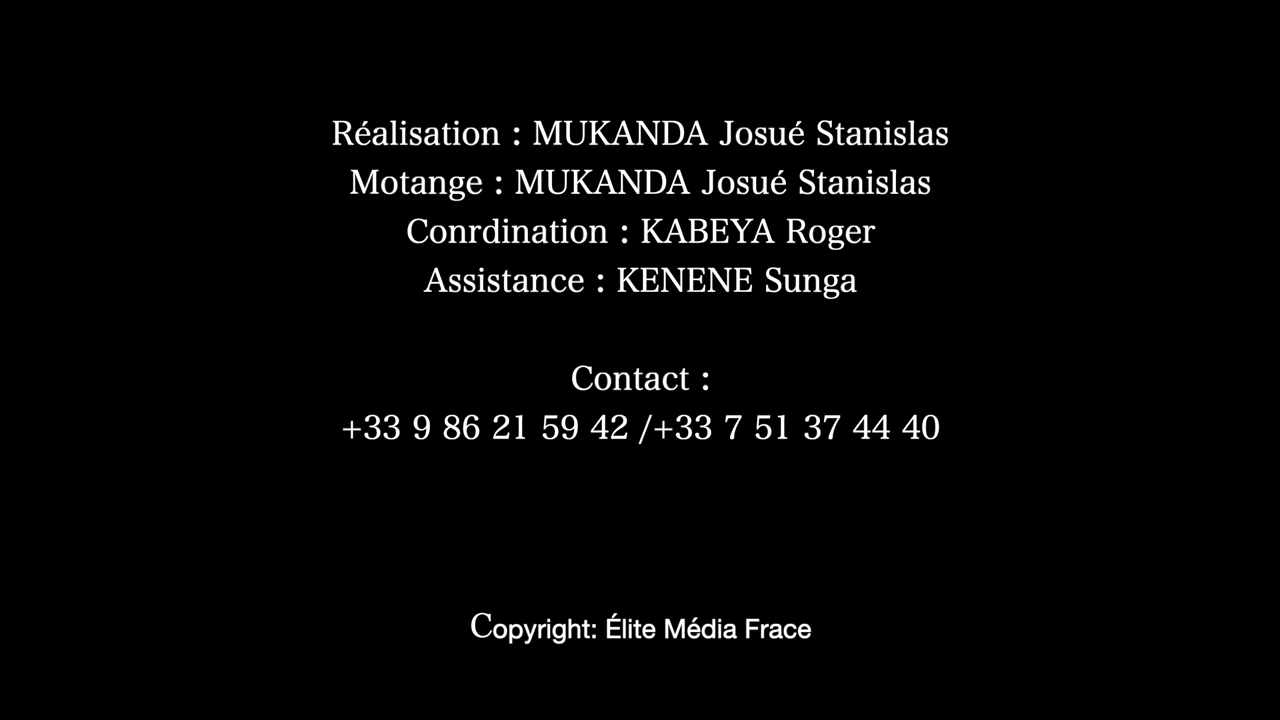 Réalisation : MUKANDA Josué Stanislas
Motange : MUKANDA Josué Stanislas
Conrdination : KABEYA Roger
Assistance : KENENE Sunga
Contact :
+33 9 86 21 59 42 /+33 7 51 37 44 40
Copyright: Élite Média Frace